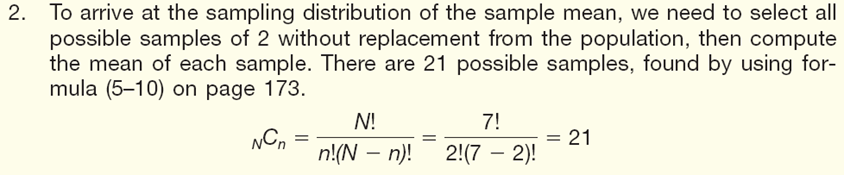 2. To arrive at the sampling distribution of the sample mean, we need to select all
possible samples of 2 without replacement from the population, then compute
the mean of each sample. There are 21 possible samples, found by using for-
mula (5–10) on page 173.
NCn = N! / n!(N − n)! = 7! / 2!(7 − 2)! = 21